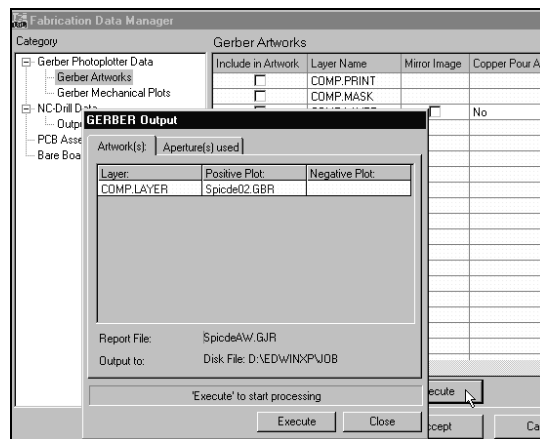 Fabrication Data Manager
Category
Gerber Artworks
Gerber Photoplotter Data
Gerber Artworks
Gerber Mechanical Plots
NC-Drill Data
Outpu
PCB Asse
Bare Boa
Include in Artwork Layer Name Mirror Image Copper Pour A
COMP.PRINT
COMP.MASK
No
GERBER Output
Artwork(s): Aperture(s) used
Layer: Positive Plot: Negative Plot:
COMP.LAYER Spicde02.GBR
Report File: SpicdeAW.GJR
Output to: Disk File: D:\EDWINXP\JOB
'Execute' to start processing
Execute Close
ecute
ccept Ca